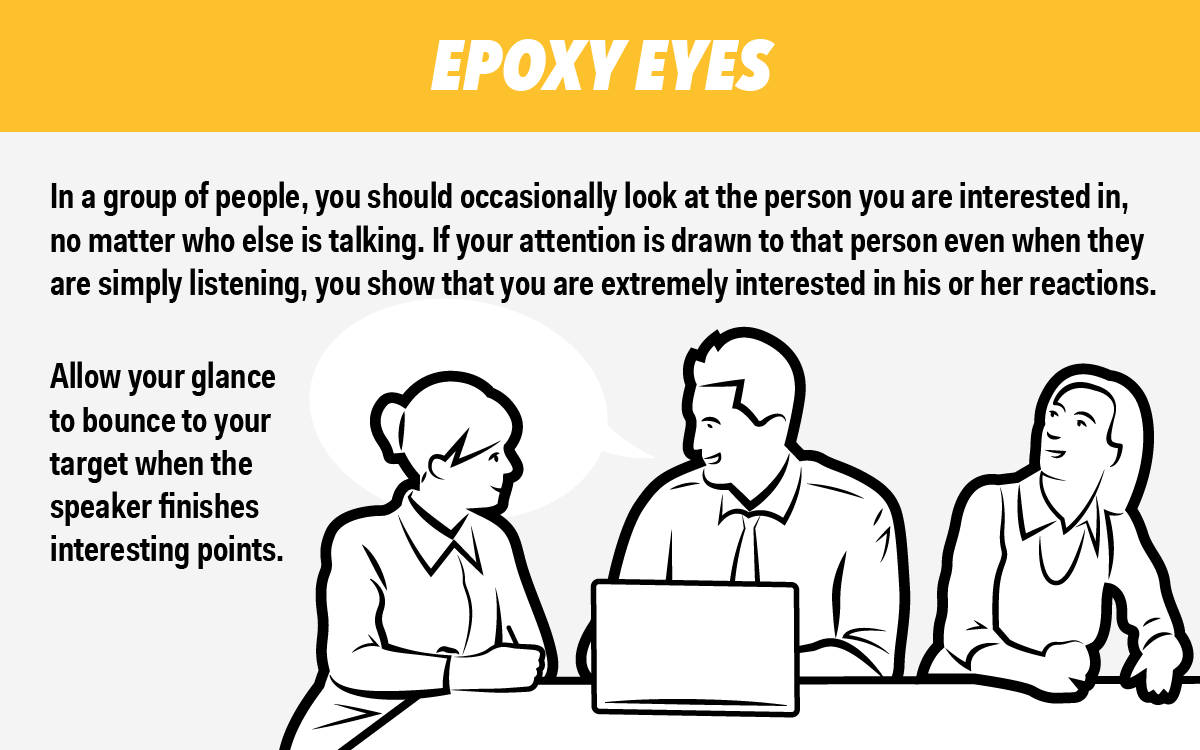 EPOXY EYES
In a group of people, you should occasionally look at the person you are interested in,
no matter who else is talking. If your attention is drawn to that person even when they
are simply listening, you show that you are extremely interested in his or her reactions.
Allow your glance
to bounce to your
target when the
speaker finishes
interesting points.